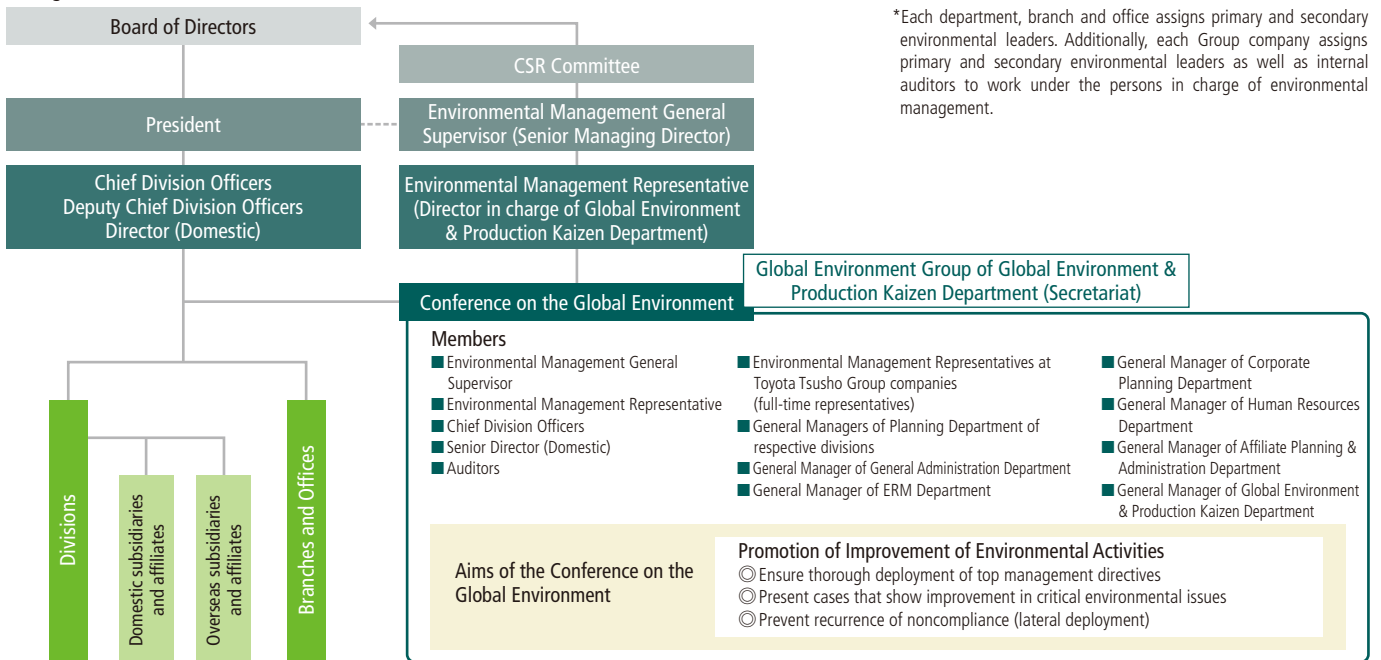 Board of Directors
*Each department, branch and office assigns primary and secondary
environmental leaders. Additionally, each Group company assigns
primary and secondary environmental leaders as well as internal
auditors to work under the persons in charge of environmental
management.
CSR Committee
President
Environmental Management General
Supervisor (Senior Managing Director)
Chief Division Officers
Deputy Chief Division Officers
Director (Domestic)
Environmental Management Representative
(Director in charge of Global Environment
& Production Kaizen Department)
Global Environment Group of Global Environment &
Production Kaizen Department (Secretariat)
Conference on the Global Environment
Members
■ Environmental Management General
Supervisor
■ Environmental Management Representative
■ Chief Division Officers
■ Senior Director (Domestic)
■ Auditors
■ Environmental Management Representatives at
Toyota Tsusho Group companies
(full-time representatives)
■ General Managers of Planning Department of
respective divisions
■ General Manager of General Administration Department
■ General Manager of ERM Department
■ General Manager of Corporate
Planning Department
■ General Manager of Human Resources
Department
■ General Manager of Affiliate Planning &
Administration Department
■ General Manager of Global Environment
& Production Kaizen Department
Divisions
Domestic subsidiaries
and affiliates
Overseas subsidiaries
and affiliates
Branches and Offices
Aims of the Conference on the
Global Environment
Promotion of Improvement of Environmental Activities
◎ Ensure thorough deployment of top management directives
◎ Present cases that show improvement in critical environmental issues
◎ Prevent recurrence of noncompliance (lateral deployment)